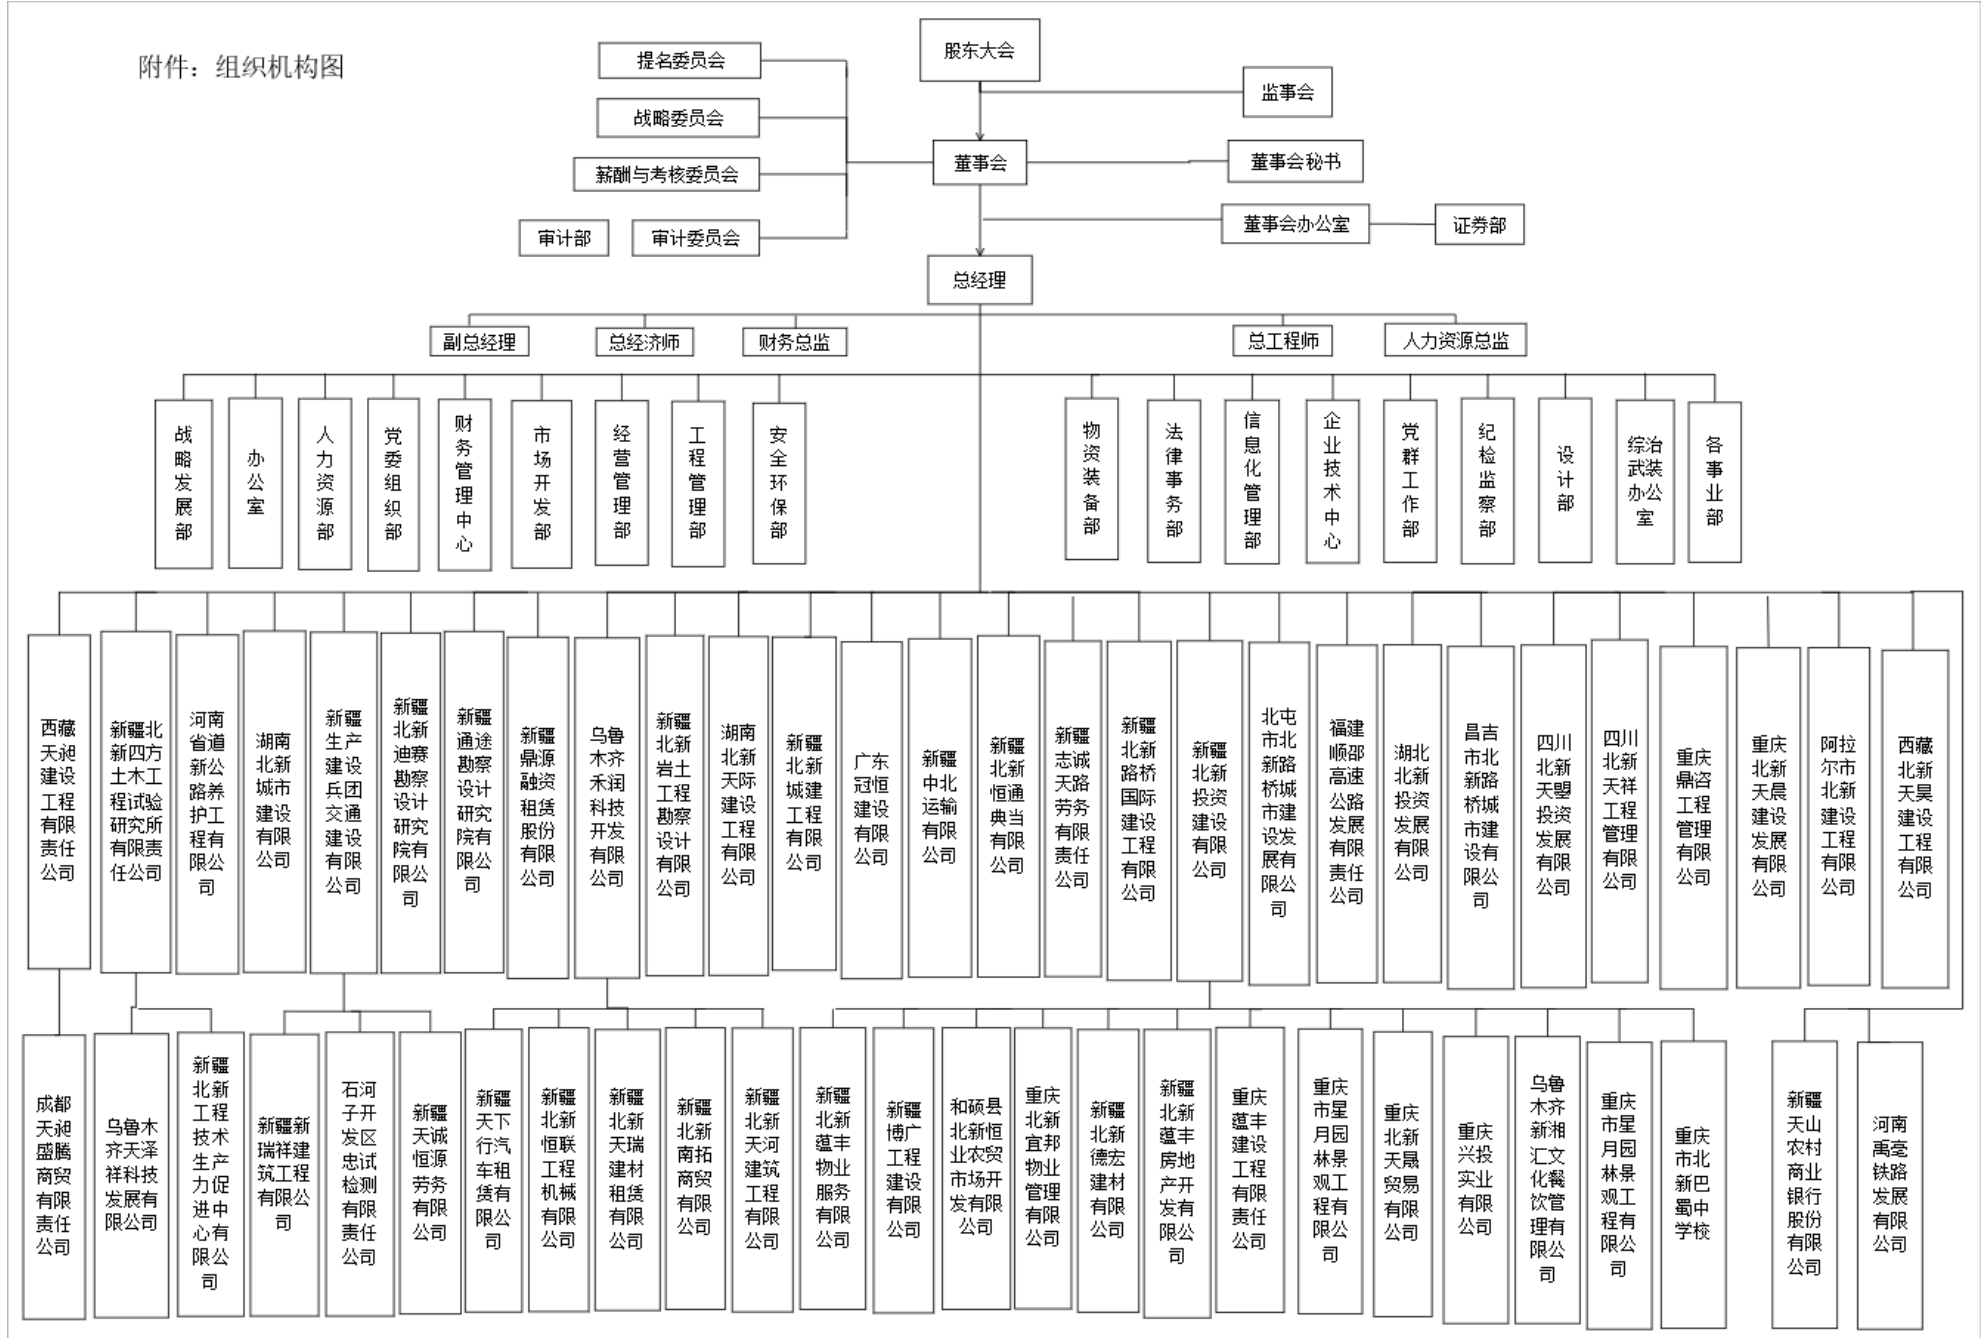 附件：组织机构图
股东大会
提名委员会
监事会
战略委员会
董事会
董事会秘书
薪酬与考核委员会
审计部
审计委员会
董事会办公室
证券部
总经理
副总经理
总经济师
财务总监
总工程师
人力资源总监
战略发展部
办公室
人力资源部
党委组织部
财务管理中心
市场开发部
经营管理部
工程管理部
安全环保部
物资装备部
法律事务部
信息化管理部
企业技术中心
党群工作部
纪检监察部
设计部
综治武装办公室
各事业部
西藏天昶建设工程有限责任公司
新疆北新四方土木工程试验研究所有限责任公司
河南省道新公路养护工程有限公司
湖南北新城市建设有限公司
新疆生产建设兵团交通建设有限公司
新疆北新迪赛勘察设计研究院有限公司
新疆通途勘察设计研究院有限公司
新疆鼎源融资租赁股份有限公司
乌鲁木齐禾润科技开发有限公司
新疆北新岩土工程勘察设计有限公司
湖南北新天际建设工程有限公司
新疆北新城建工程有限公司
广东冠恒建设有限公司
新疆中北运输有限公司
新疆北新恒通典当有限公司
新疆志诚天路劳务有限责任公司
新疆北新路桥国际建设工程有限公司
新疆北新投资建设有限公司
北屯市北新路桥城市建设发展有限公司
福建顺邵高速公路发展有限责任公司
湖北北新投资发展有限公司
昌吉市北新路桥城市建设有限公司
四川北新天曌投资发展有限公司
四川北新天祥工程管理有限公司
重庆鼎咨工程管理有限公司
重庆北新天晨建设发展有限公司
阿拉尔市北新建设工程有限公司
西藏北新天昊建设工程有限公司
成都天昶盛腾商贸有限责任公司
乌鲁木齐天泽祥科技发展有限公司
新疆北新工程技术生产力促进中心有限公司
新疆新瑞祥建筑工程有限公司
石河子开发区忠试检测有限责任公司
新疆天诚恒源劳务有限公司
新疆天下行汽车租赁有限公司
新疆北新恒联工程机械有限公司
新疆北新天瑞建材租赁有限公司
新疆北新南拓商贸有限公司
新疆北新天河建筑工程有限公司
新疆北新蕴丰物业服务有限公司
新疆博广工程建设有限公司
和硕县北新恒业农贸市场开发有限公司
重庆北新宜邦物业管理有限公司
新疆北新德宏建材有限公司
新疆北新蕴丰房地产开发有限公司
重庆蕴丰建设工程有限责任公司
重庆市星月园林景观工程有限公司
重庆北新天晟贸易有限公司
重庆兴投实业有限公司
乌鲁木齐新湘汇文化餐饮管理有限公司
重庆市星月园林景观工程有限公司
重庆市北新巴蜀中学校
新疆天山农村商业银行股份有限公司
河南禹亳铁路发展有限公司